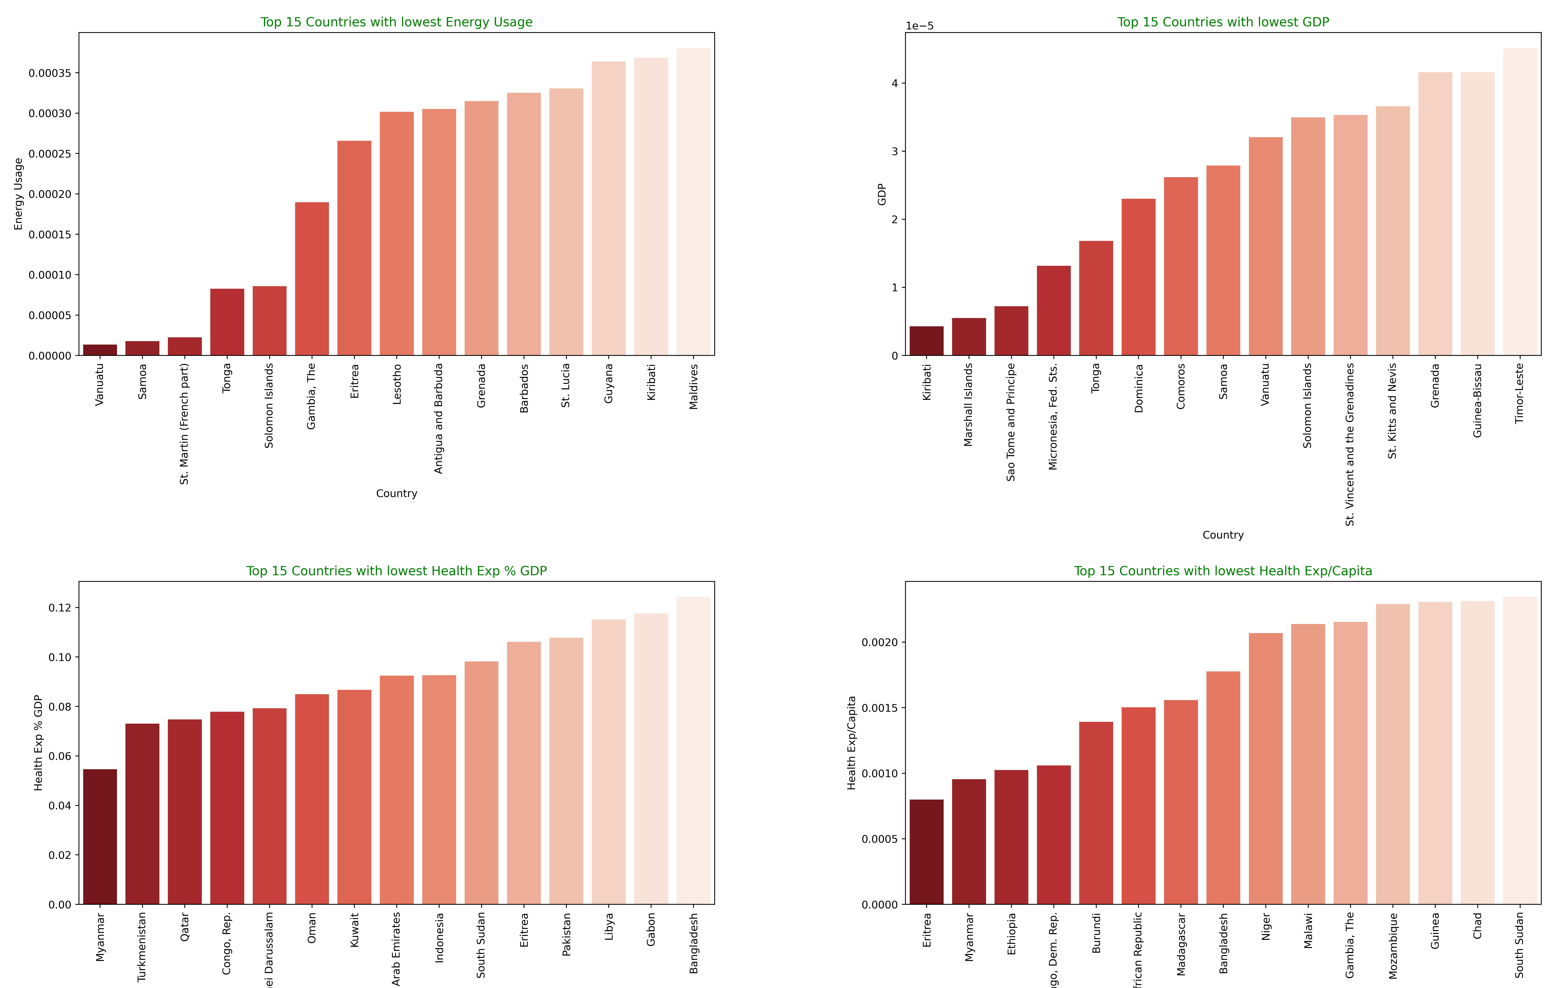 Top 15 Countries with lowest Energy Usage
Energy Usage
0.00035
0.00030
0.00025
0.00020
0.00015
0.00010
0.00005
0.00000
Vanuatu
Samoa
St. Martin (French part)
Tonga
Solomon Islands
Gambia, The
Eritrea
Lesotho
Antigua and Barbuda
Grenada
Barbados
St. Lucia
Guyana
Kiribati
Maldives
Country
Top 15 Countries with lowest GDP
1e−5
GDP
4
3
2
1
0
Kiribati
Marshall Islands
Sao Tome and Principe
Micronesia, Fed. Sts.
Tonga
Dominica
Comoros
Samoa
Vanuatu
Solomon Islands
St. Vincent and the Grenadines
St. Kitts and Nevis
Grenada
Guinea-Bissau
Timor-Leste
Country
Top 15 Countries with lowest Health Exp % GDP
Health Exp % GDP
0.12
0.10
0.08
0.06
0.04
0.02
0.00
Myanmar
Turkmenistan
Qatar
Congo, Rep.
ei Darussalam
Oman
Kuwait
Arab Emirates
Indonesia
South Sudan
Eritrea
Pakistan
Libya
Gabon
Bangladesh
Top 15 Countries with lowest Health Exp/Capita
Health Exp/Capita
0.0020
0.0015
0.0010
0.0005
0.0000
Eritrea
Myanmar
Ethiopia
go, Dem. Rep.
Burundi
frican Republic
Madagascar
Bangladesh
Niger
Malawi
Gambia, The
Mozambique
Guinea
Chad
South Sudan